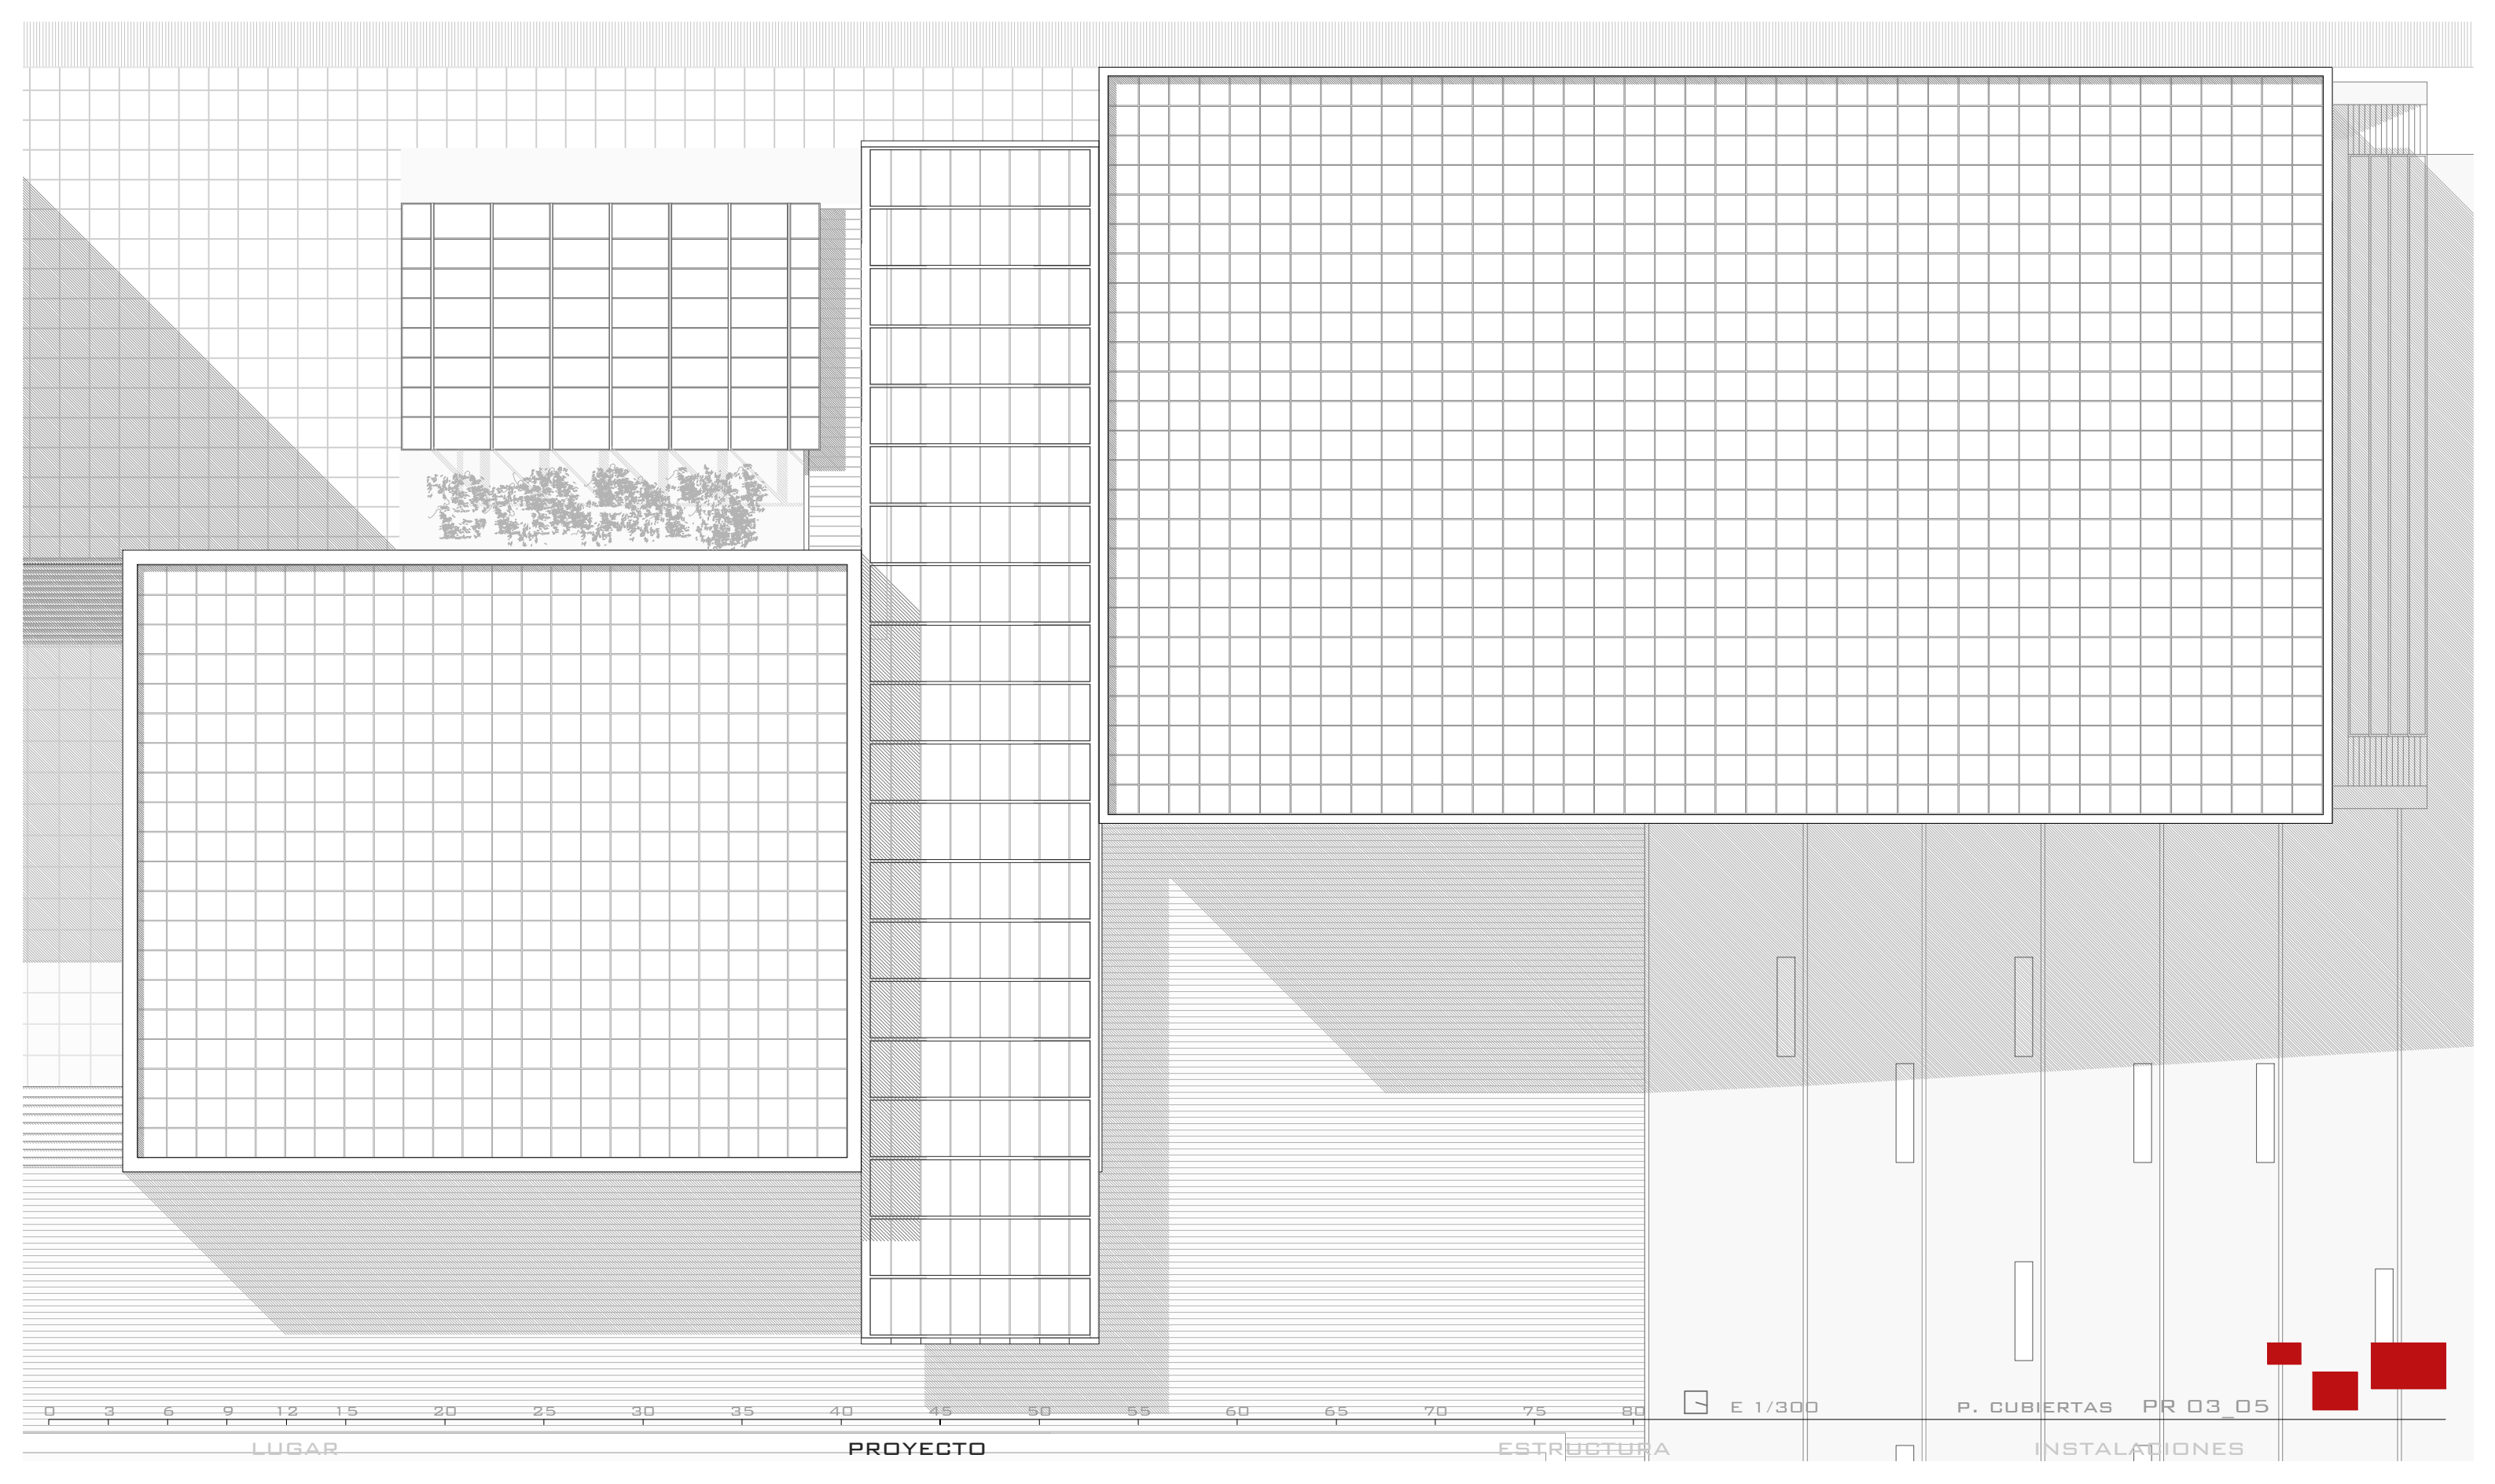 E 1/300 P. CUBIERTAS PR 03_05
0 3 6 9 12 15 20 25 30 35 40 45 50 55 60 65 70 75 80
LUGAR PROYECTO ESTRUCTURA INSTALACIONES